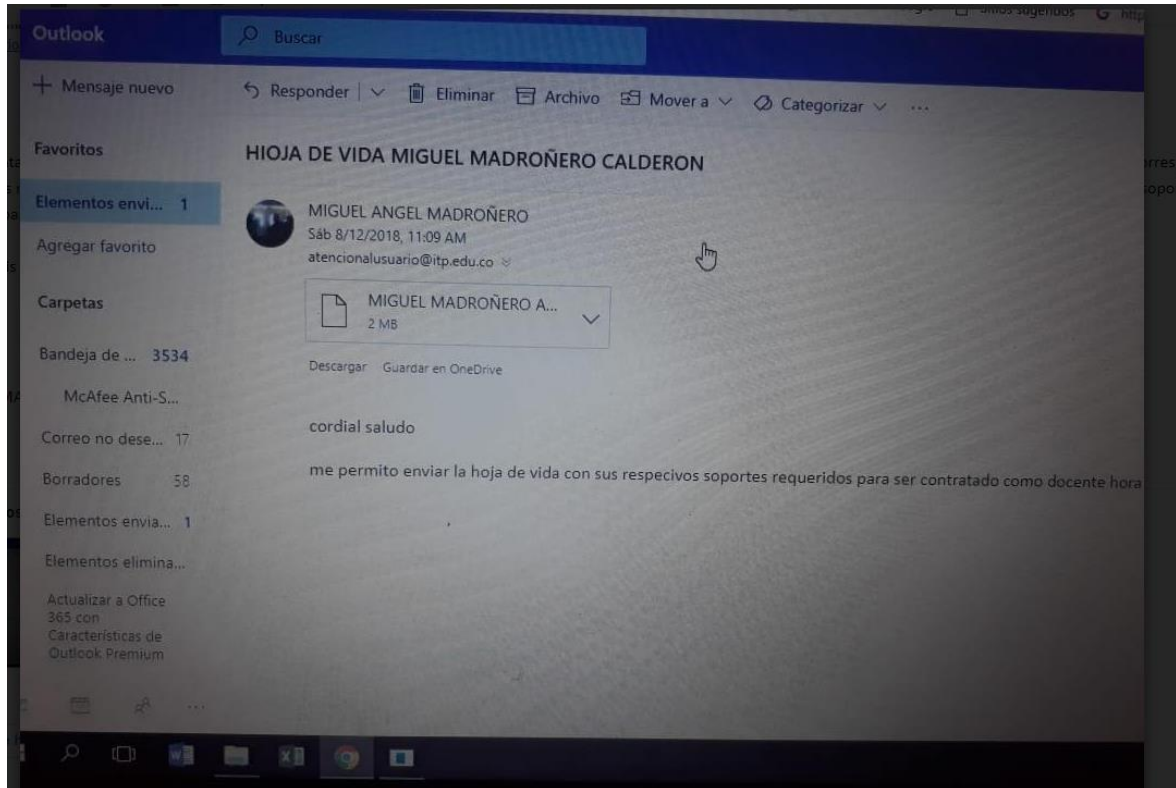 Sitios sugeridos
Outlook
Buscar
Mensaje nuevo
Responder
Eliminar
Archivo
Mover a
Categorizar
...
Favoritos
HIOJA DE VIDA MIGUEL MADROÑERO CALDERON
Elementos envi... 1
MIGUEL ANGEL MADROÑERO
Sáb 8/12/2018, 11:09 AM
atencionalusuario@itp.edu.co
Agregar favorito
Carpetas
MIGUEL MADROÑERO A...
2 MB
Bandeja de ... 3534
Descargar Guardar en OneDrive
McAfee Anti-S...
cordial saludo
Correo no dese... 17
me permito enviar la hoja de vida con sus respecivos soportes requeridos para ser contratado como docente hora
Borradores 58
Elementos envia... 1
Elementos elimina...
Actualizar a Office
365 con
Características de
Outlook Premium
...